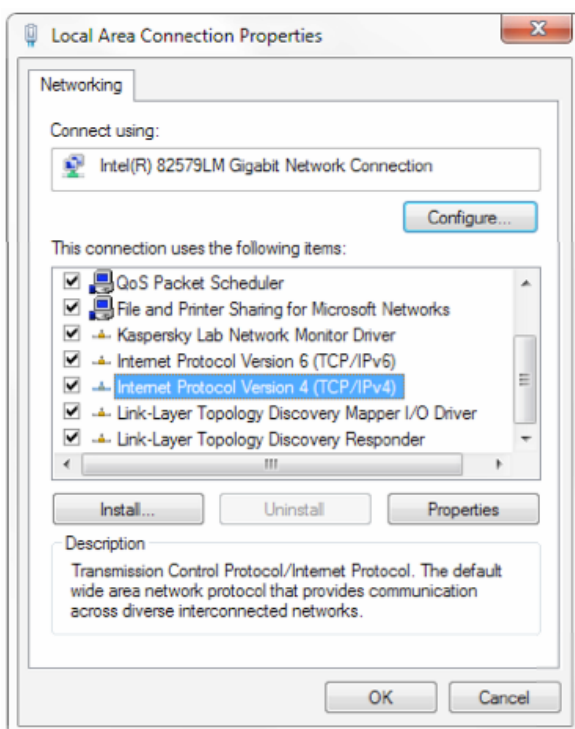 Local Area Connection Properties
Networking
Connect using:
Intel(R) 82579LM Gigabit Network Connection
Configure...
This connection uses the following items:
QoS Packet Scheduler
File and Printer Sharing for Microsoft Networks
Kaspersky Lab Network Monitor Driver
Internet Protocol Version 6 (TCP/IPv6)
Internet Protocol Version 4 (TCP/IPv4)
Link-Layer Topology Discovery Mapper I/O Driver
Link-Layer Topology Discovery Responder
Install... Uninstall Properties
Description
Transmission Control Protocol/Internet Protocol. The default
wide area network protocol that provides communication
across diverse interconnected networks.
OK Cancel